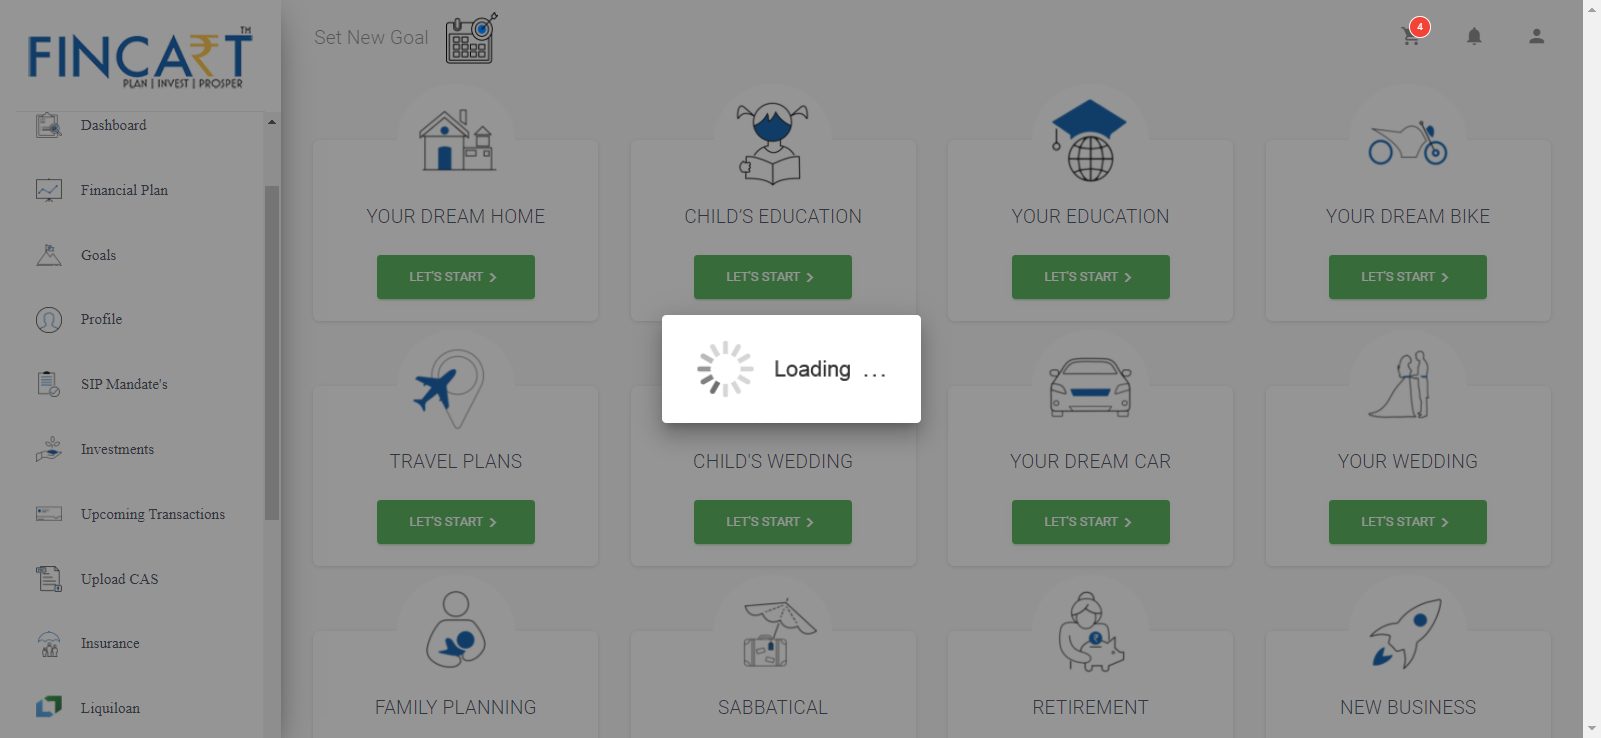 FINCART™
PLAN | INVEST | PROSPER
Dashboard
Financial Plan
Goals
Profile
SIP Mandate's
Investments
Upcoming Transactions
Upload CAS
Insurance
Liquiloan
Set New Goal
4
YOUR DREAM HOME
LET'S START
CHILD'S EDUCATION
LET'S START
YOUR EDUCATION
LET'S START
YOUR DREAM BIKE
LET'S START
Loading ...
TRAVEL PLANS
LET'S START
CHILD'S WEDDING
LET'S START
YOUR DREAM CAR
LET'S START
YOUR WEDDING
LET'S START
FAMILY PLANNING
SABBATICAL
RETIREMENT
NEW BUSINESS